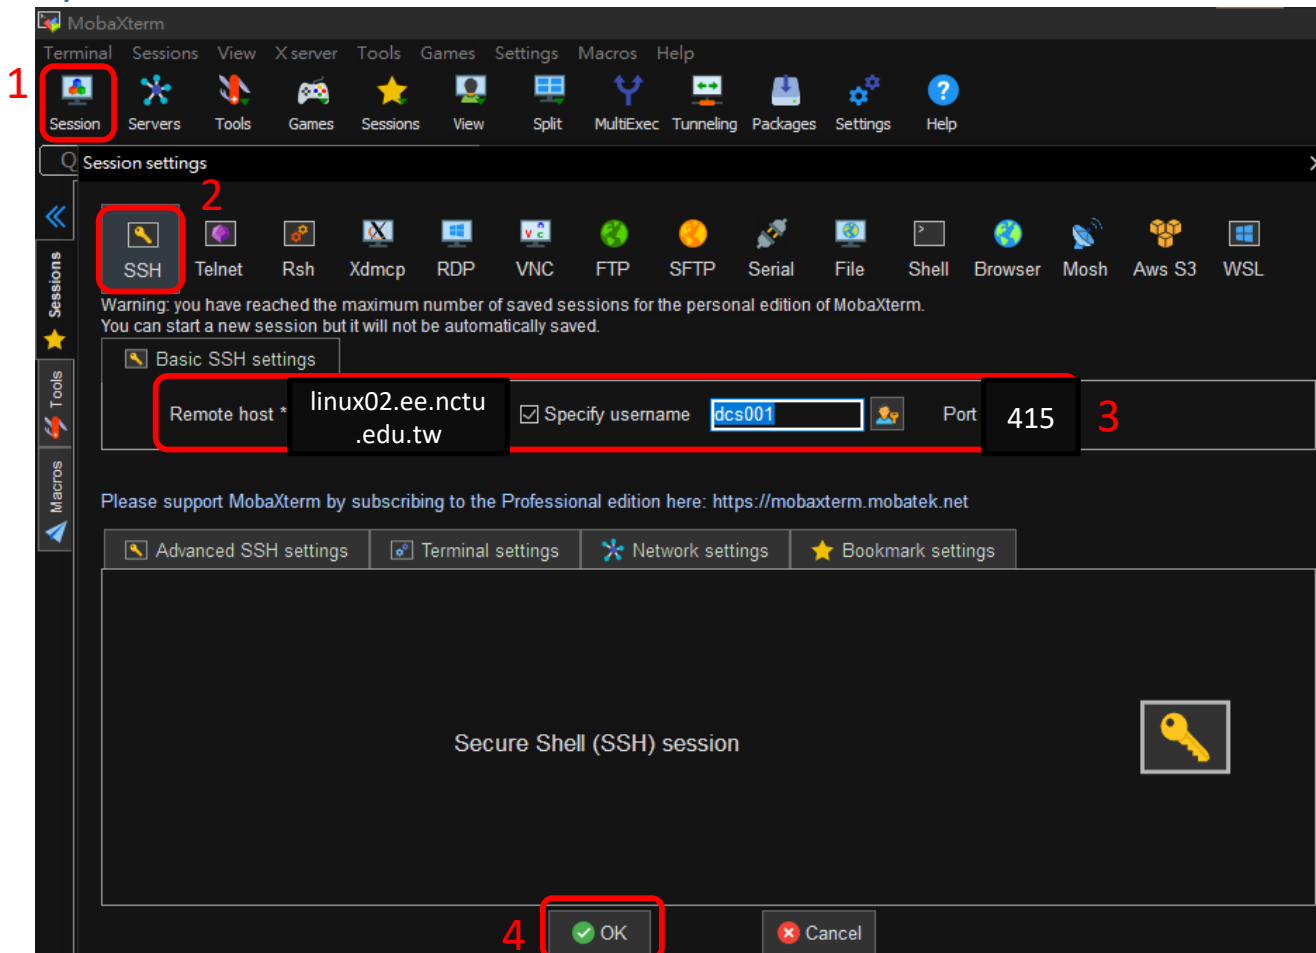 MobaXterm
Terminal Sessions View X server Tools Games Settings Macros Help
1
Session Servers Tools Games Sessions View Split MultiExec Tunneling Packages Settings Help
Session settings
2
SSH Telnet Rsh Xdmcp RDP VNC FTP SFTP Serial File Shell Browser Mosh Aws S3 WSL
Warning: you have reached the maximum number of saved sessions for the personal edition of MobaXterm.
You can start a new session but it will not be automatically saved.
Sessions
Tools
Macros
Basic SSH settings
Remote host * linux02.ee.nctu
.edu.tw
Specify username dcs001 Port 415 3
Please support MobaXterm by subscribing to the Professional edition here: https://mobaxterm.mobatek.net
Advanced SSH settings Terminal settings Network settings Bookmark settings
Secure Shell (SSH) session
4 OK Cancel